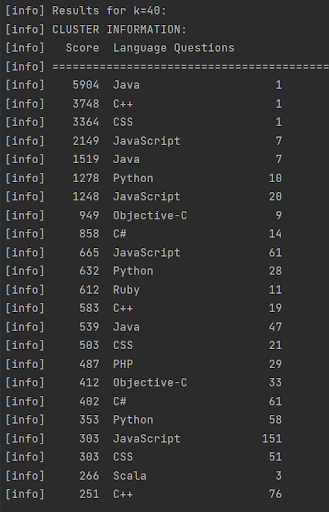 [info] Results for k=40:
[info] CLUSTER INFORMATION:
[info] Score Language Questions
[info] ========================================
[info] 5904 Java 1
[info] 3748 C++ 1
[info] 3364 CSS 1
[info] 2149 JavaScript 7
[info] 1519 Java 7
[info] 1278 Python 10
[info] 1248 JavaScript 20
[info] 949 Objective-C 9
[info] 858 C# 14
[info] 665 JavaScript 61
[info] 632 Python 28
[info] 612 Ruby 11
[info] 583 C++ 19
[info] 539 Java 47
[info] 503 CSS 21
[info] 487 PHP 29
[info] 412 Objective-C 33
[info] 402 C# 61
[info] 353 Python 58
[info] 303 JavaScript 151
[info] 303 CSS 51
[info] 266 Scala 3
[info] 251 C++ 76